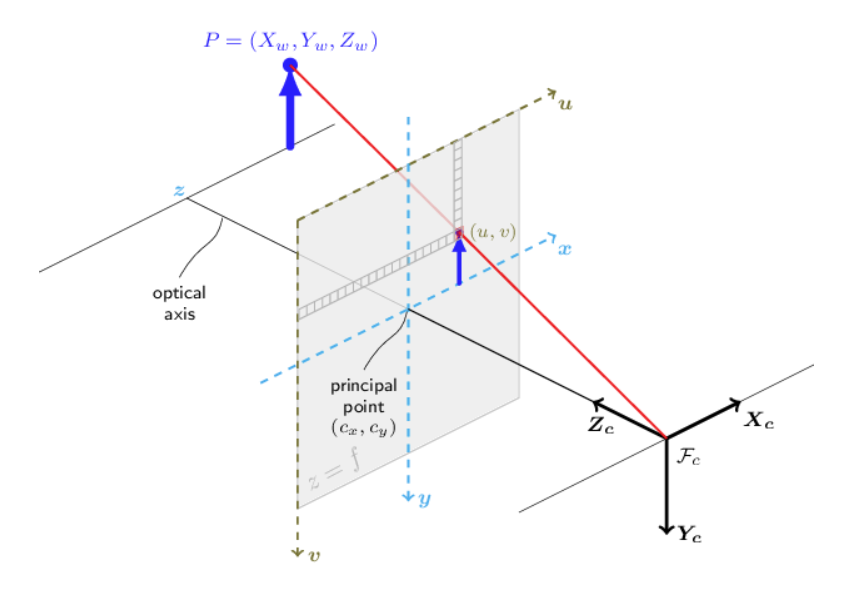 P = (X_w, Y_w, Z_w)
u
z
(u, v)
x
optical
axis
principal
point
(c_x, c_y)
Z_c
X_c
F_c
z = f
y
Y_c
v